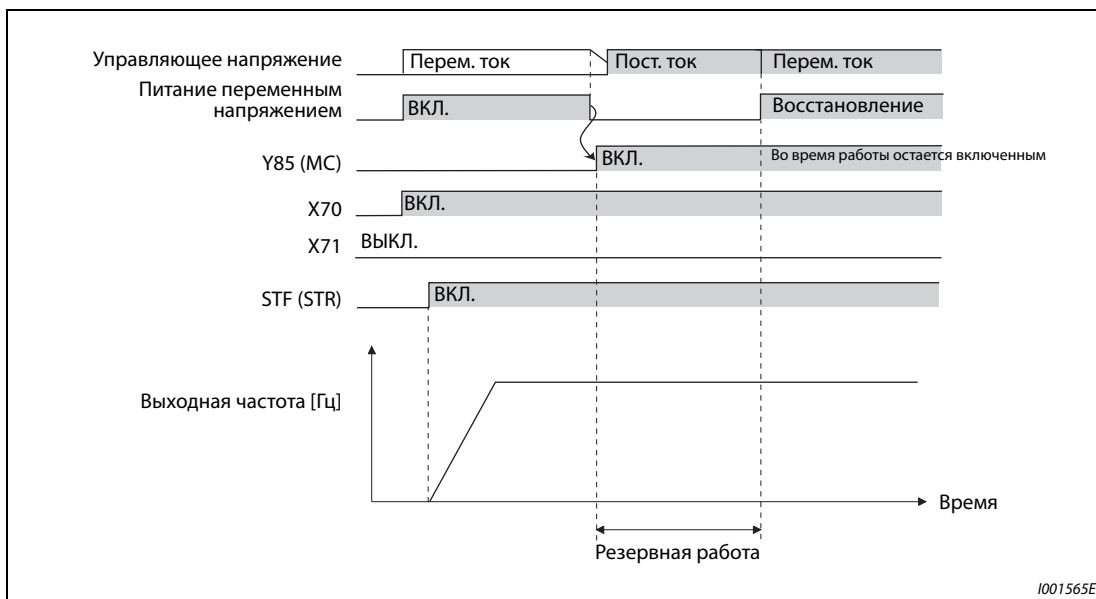 Управляющее напряжение
Перем. ток
Пост. ток
Перем. ток
Питание переменным
напряжением
ВКЛ.
Восстановление
Y85 (MC)
ВКЛ.
Во время работы остается включенным
X70
ВКЛ.
X71
ВЫКЛ.
STF (STR)
ВКЛ.
Выходная частота [Гц]
Время
Резервная работа
I001565E